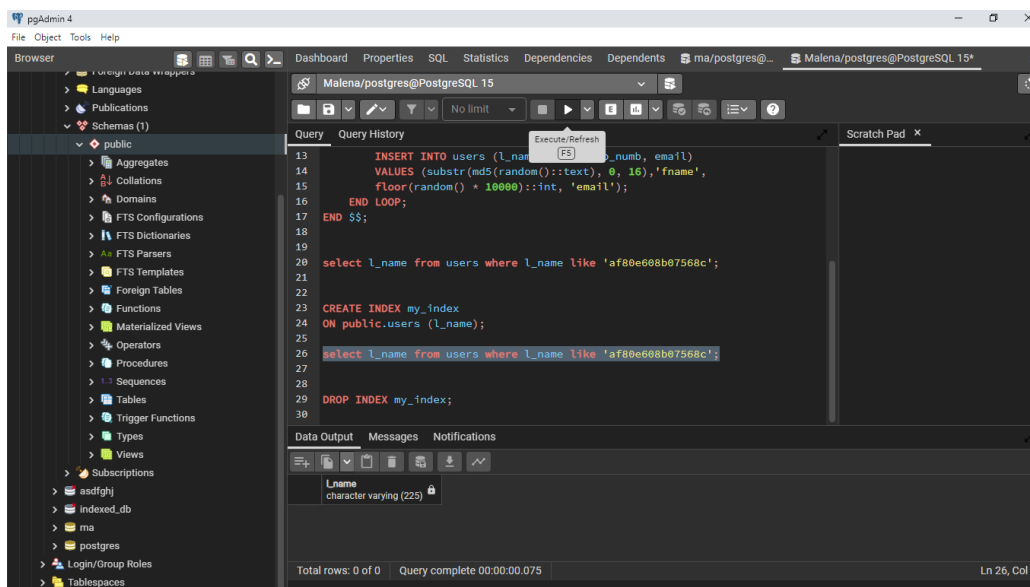 pgAdmin 4
File Object Tools Help
Browser
Foreign Data Wrappers
Languages
Publications
Schemas (1)
public
Aggregates
Collations
Domains
FTS Configurations
FTS Dictionaries
Aa FTS Parsers
FTS Templates
Foreign Tables
Functions
Materialized Views
Operators
Procedures
1..3 Sequences
Tables
Trigger Functions
Types
Views
Subscriptions
asdfghj
indexed_db
ma
postgres
Login/Group Roles
Tablespaces
Dashboard Properties SQL Statistics Dependencies Dependents ma/postgres@... Malena/postgres@PostgreSQL 15*
Malena/postgres@PostgreSQL 15
No limit E
Query Query History
Execute/Refresh
F5
Scratch Pad
13 INSERT INTO users (l_nam _numb, email)
14 VALUES (substr(md5(random()::text), 0, 16),'fname',
15 floor(random() * 10000)::int, 'email');
16 END LOOP;
17 END $$;
18
19
20 select l_name from users where l_name like 'af80e608b07568c';
21
22
23 CREATE INDEX my_index
24 ON public.users (l_name);
25
26 select l_name from users where l_name like 'af80e608b07568c';
27
28
29 DROP INDEX my_index;
30
Data Output Messages Notifications
l_name
character varying (225)
Total rows: 0 of 0 Query complete 00:00:00.075 Ln 26, Col